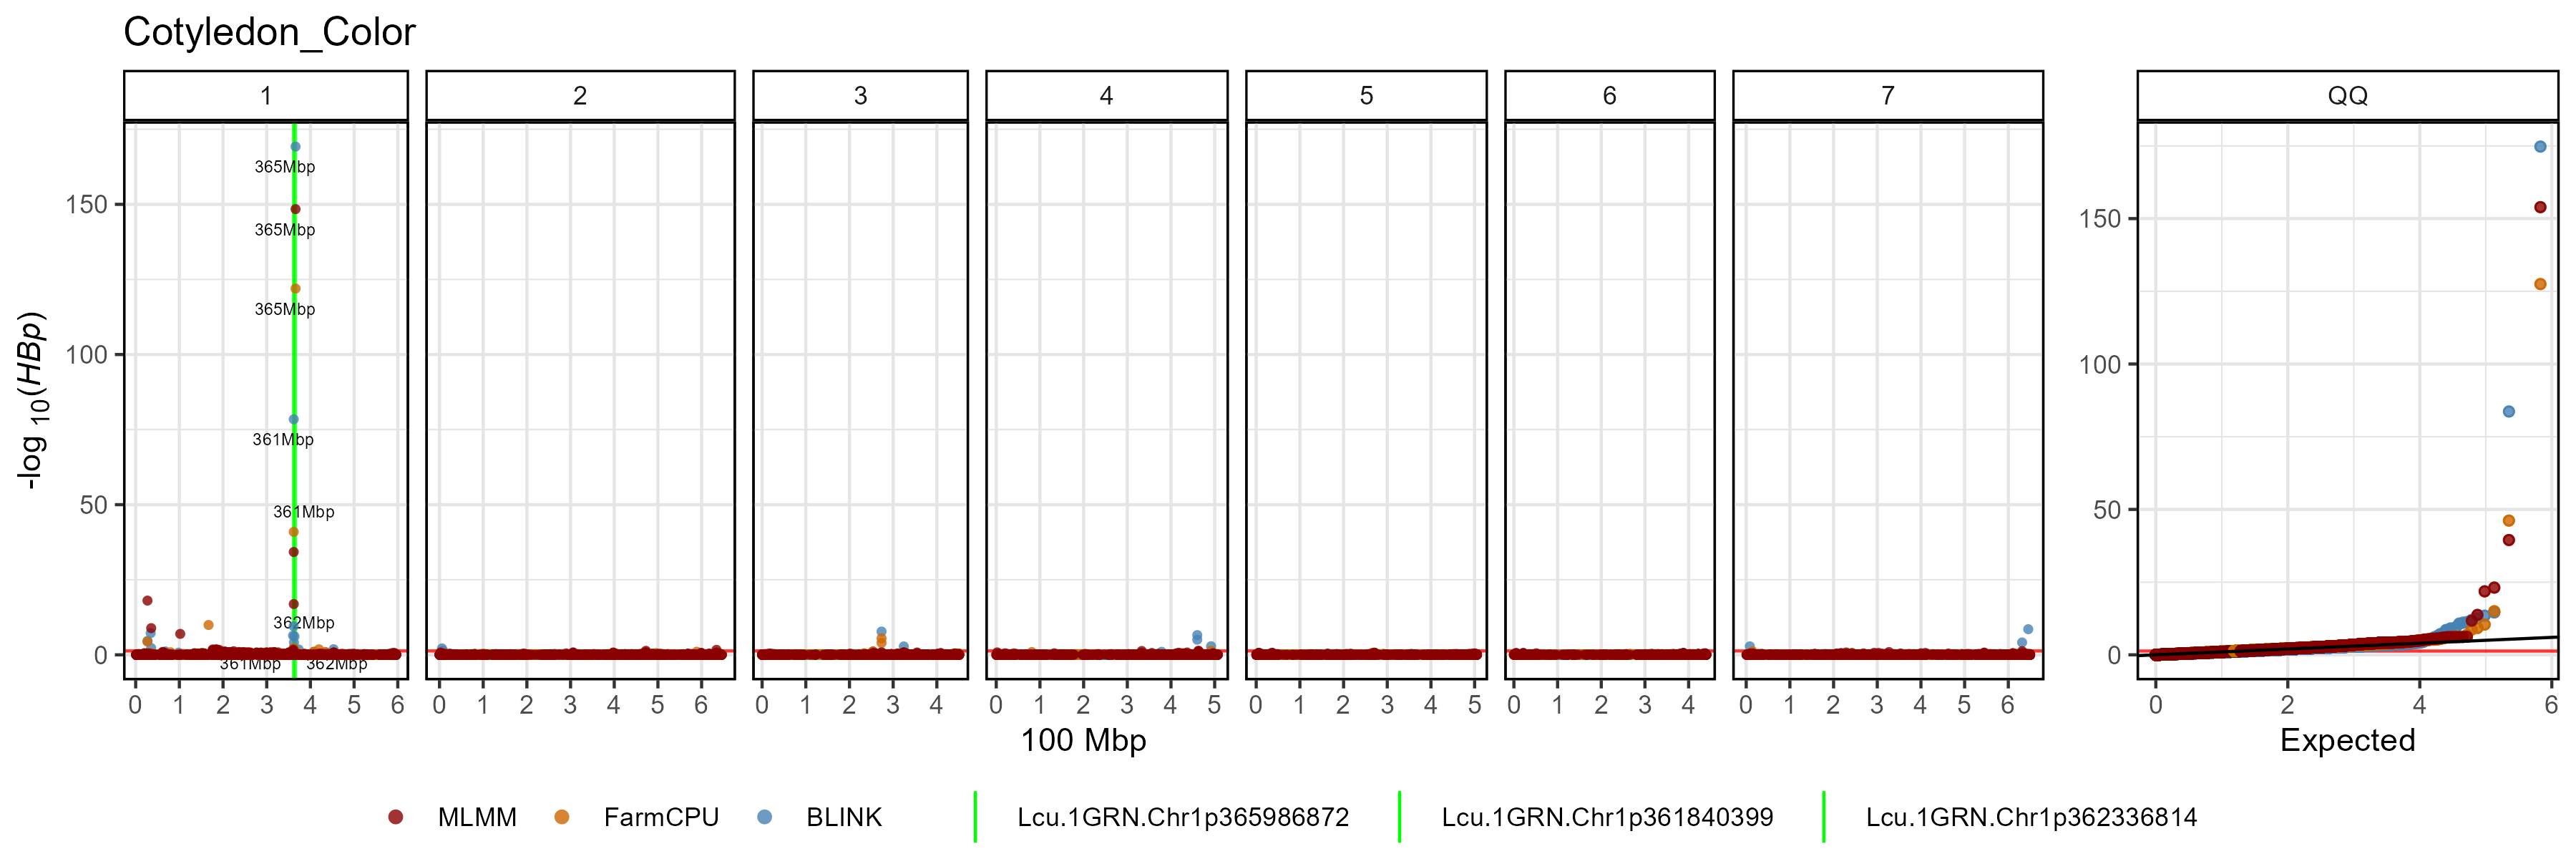 Cotyledon_Color
1 2 3 4 5 6 7 QQ
365Mbp
150
150
365Mbp
365Mbp
100
100
361Mbp
50
50
361Mbp
362Mbp
0
0
361Mbp 362Mbp
-log 10(HBp)
0 1 2 3 4 5 6 0 1 2 3 4 5 6 0 1 2 3 4 0 1 2 3 4 5 0 1 2 3 4 5 0 1 2 3 4 0 1 2 3 4 5 6 0 2 4 6
100 Mbp Expected
MLMM FarmCPU BLINK Lcu.1GRN.Chr1p365986872 Lcu.1GRN.Chr1p361840399 Lcu.1GRN.Chr1p362336814